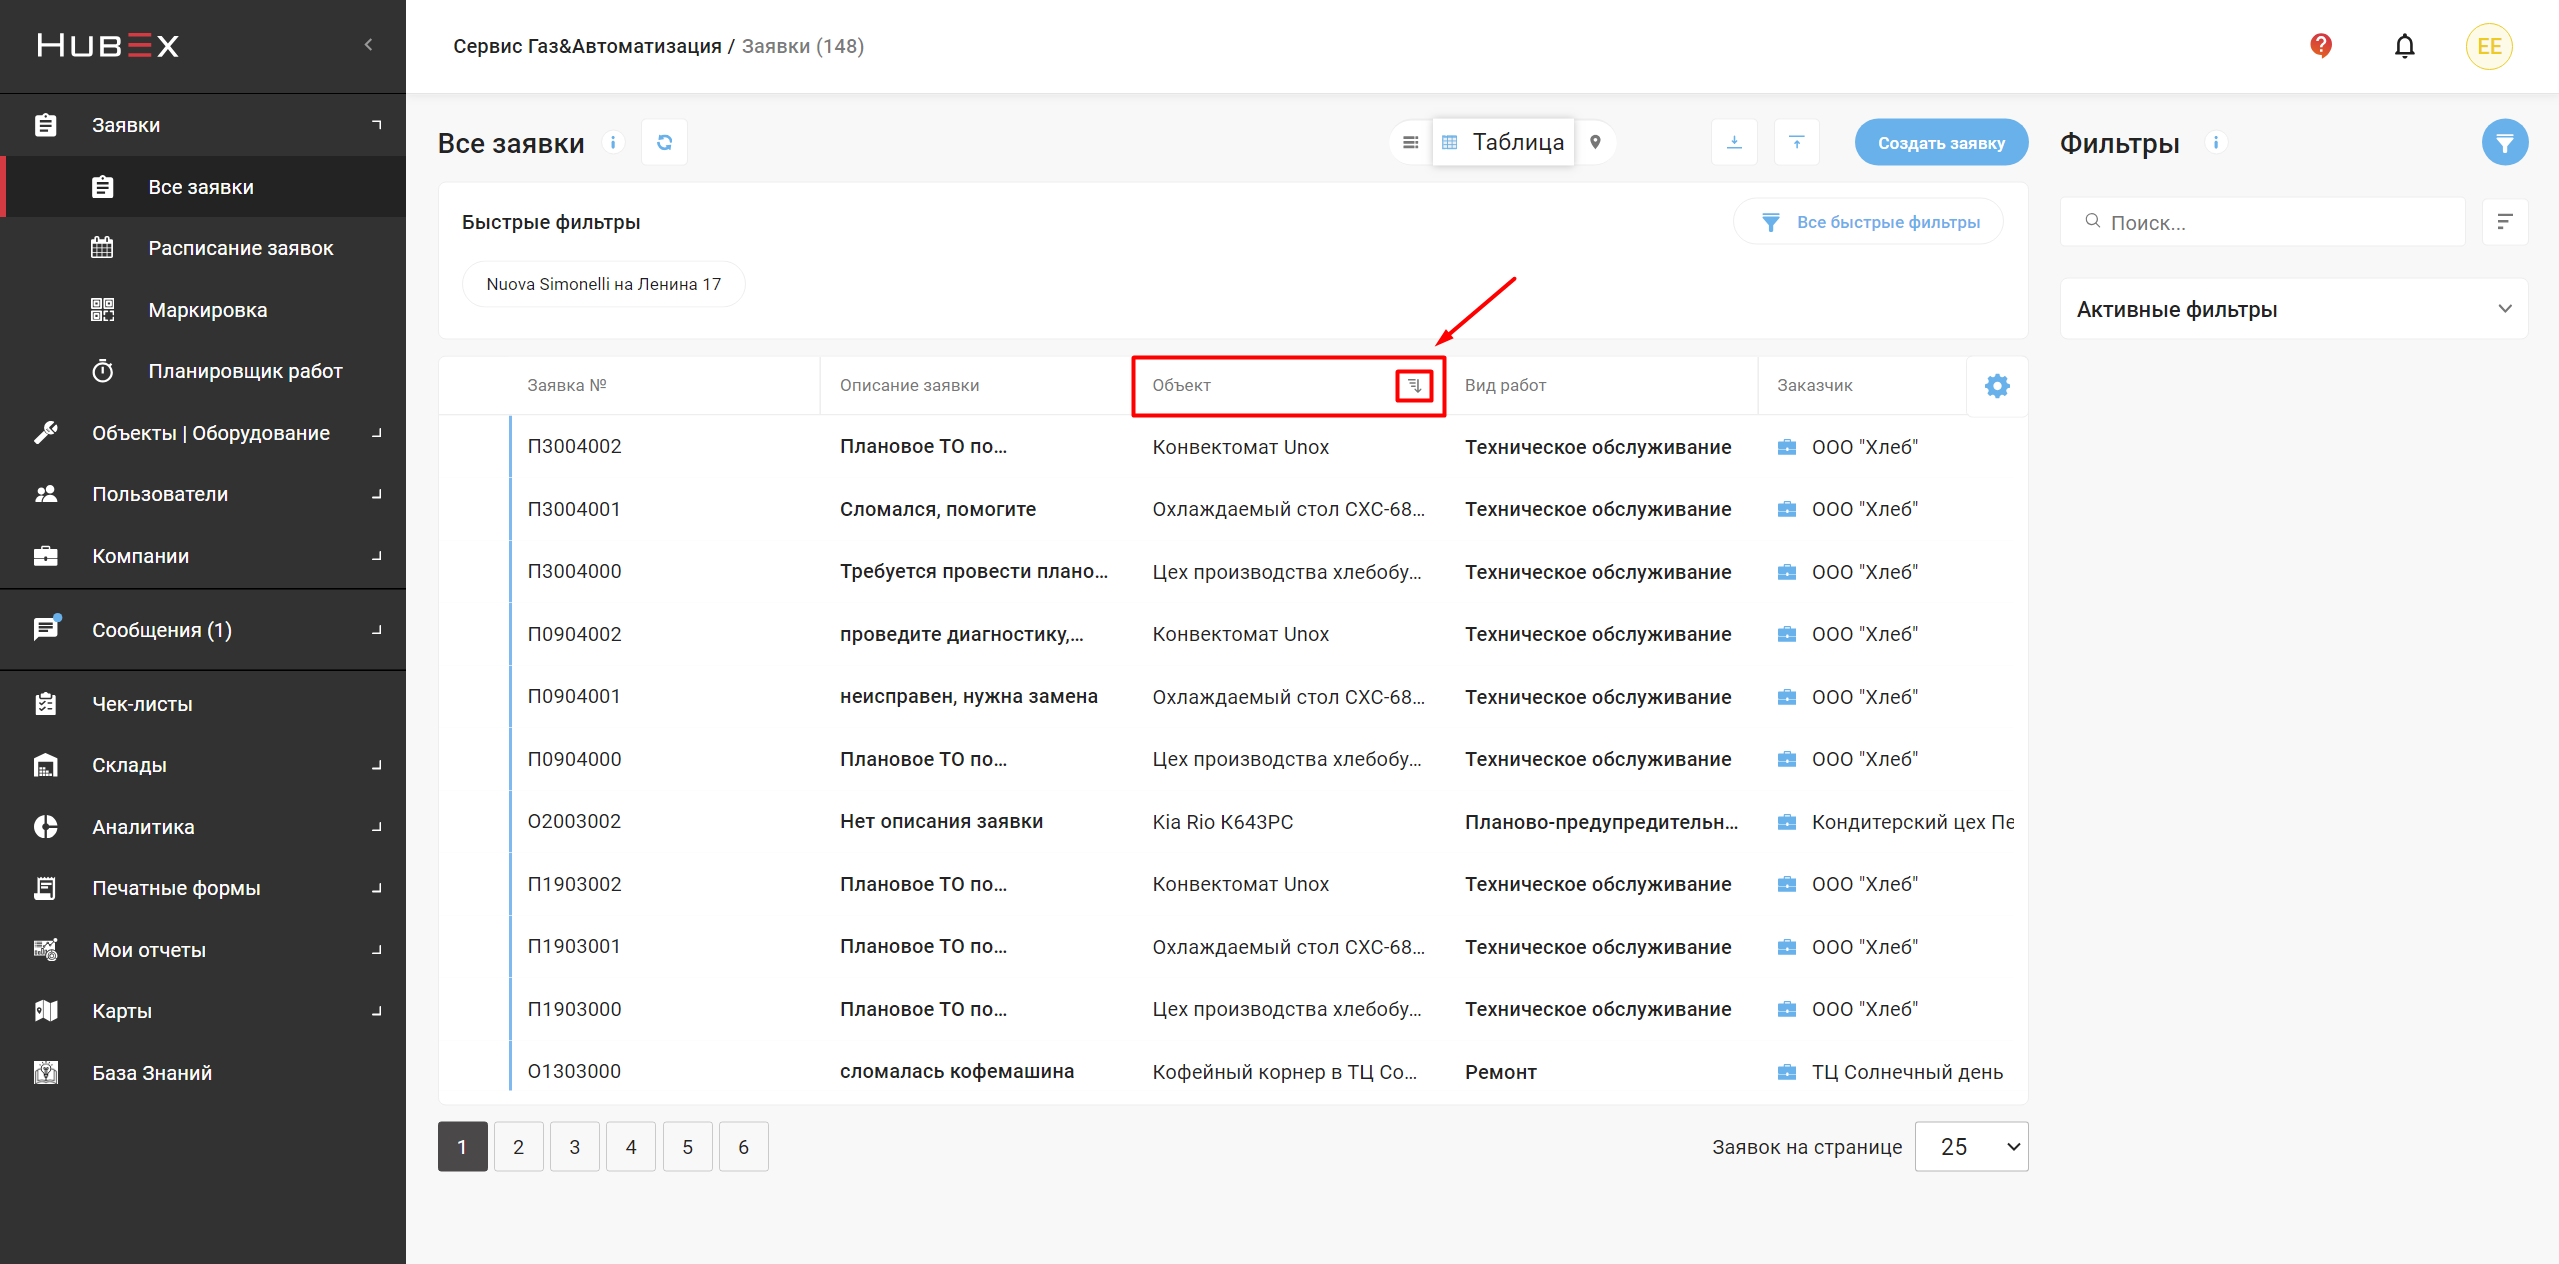 HUBEX
Сервис Газ&Автоматизация / Заявки (148)
EE
Заявки
Все заявки
Расписание заявок
Маркировка
Планировщик работ
Объекты | Оборудование
Пользователи
Компании
Сообщения (1)
Чек-листы
Склады
Аналитика
Печатные формы
Мои отчеты
Карты
База Знаний
Все заявки
Таблица
Создать заявку
Быстрые фильтры
Все быстрые фильтры
Nuova Simonelli на Ленина 17
Заявка № Описание заявки Объект Вид работ Заказчик
П3004002 Плановое ТО по... Конвектомат Unox Техническое обслуживание ООО "Хлеб"
П3004001 Сломался, помогите Охлаждаемый стол СХС-68... Техническое обслуживание ООО "Хлеб"
П3004000 Требуется провести плано... Цех производства хлебобу... Техническое обслуживание ООО "Хлеб"
П0904002 проведите диагностику,... Конвектомат Unox Техническое обслуживание ООО "Хлеб"
П0904001 неисправен, нужна замена Охлаждаемый стол СХС-68... Техническое обслуживание ООО "Хлеб"
П0904000 Плановое ТО по... Цех производства хлебобу... Техническое обслуживание ООО "Хлеб"
О2003002 Нет описания заявки Kia Rio К643РС Планово-предупредительн... Кондитерский цех Пе
П1903002 Плановое ТО по... Конвектомат Unox Техническое обслуживание ООО "Хлеб"
П1903001 Плановое ТО по... Охлаждаемый стол СХС-68... Техническое обслуживание ООО "Хлеб"
П1903000 Плановое ТО по... Цех производства хлебобу... Техническое обслуживание ООО "Хлеб"
О1303000 сломалась кофемашина Кофейный корнер в ТЦ Со... Ремонт ТЦ Солнечный день
1 2 3 4 5 6
Заявок на странице 25
Фильтры
Поиск...
Активные фильтры